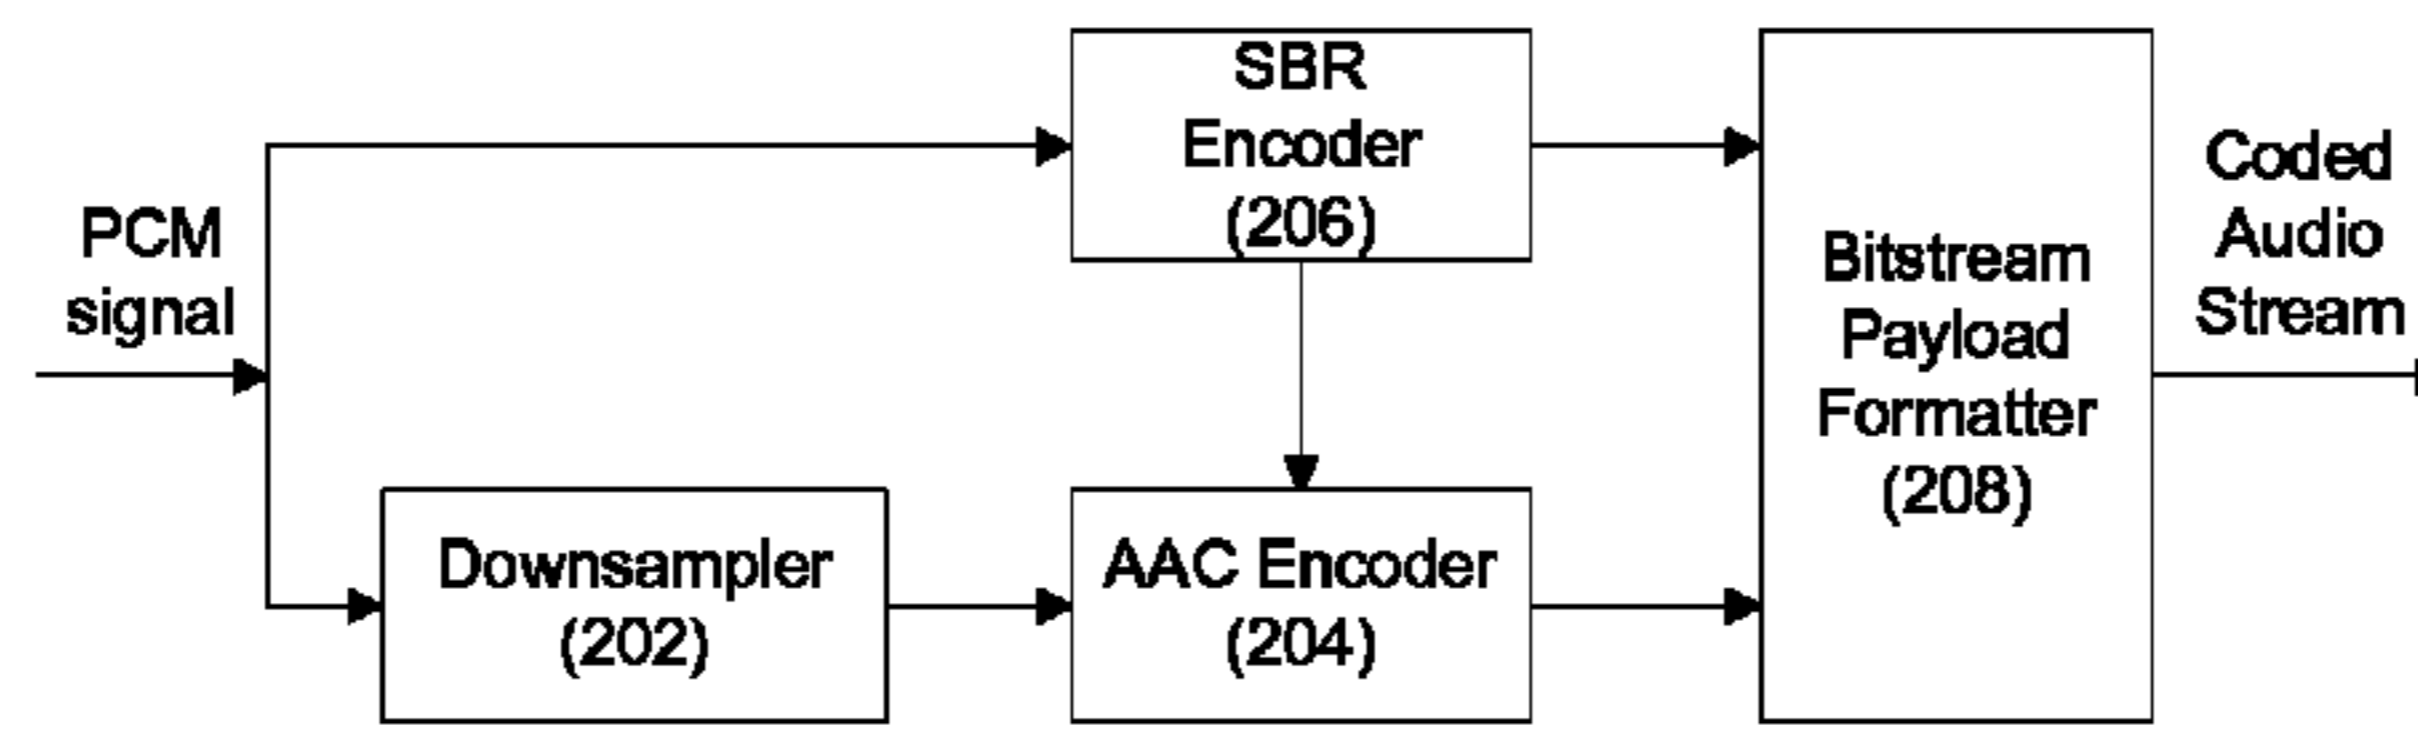 PCM
signal
SBR
Encoder
(206)
Downsampler
(202)
AAC Encoder
(204)
Bitstream
Payload
Formatter
(208)
Coded
Audio
Stream